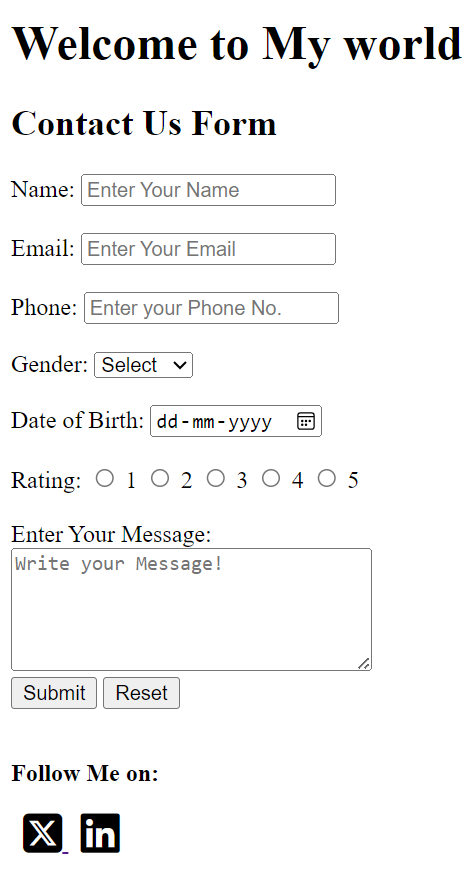 Welcome to My world
Contact Us Form
Name: Enter Your Name
Email: Enter Your Email
Phone: Enter your Phone No.
Gender: Select
Date of Birth: dd-mm-yyyy
Rating: 1 2 3 4 5
Enter Your Message:
Write your Message!
Submit Reset
Follow Me on:
X in